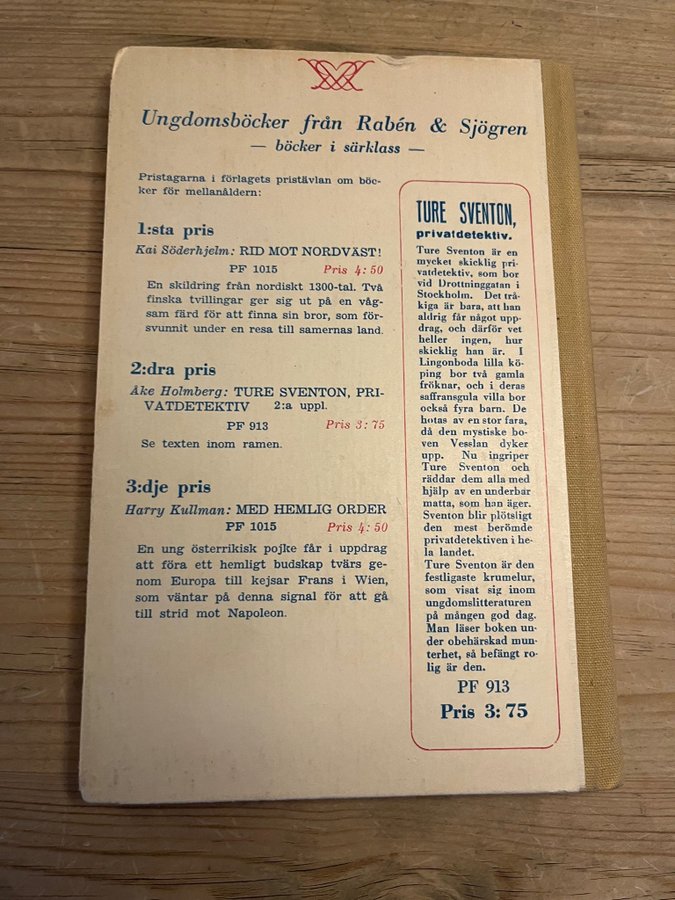 Ungdomsböcker från Rabén & Sjögren
— böcker i särklass —
Pristagarna i förlagets pristävlan om böc-
ker för mellanåldern:
1:sta pris
Kai Söderhjelm: RID MOT NORDVÄST!
PF 1015 Pris 4:50
En skildring från nordiskt 1300-tal. Två
finska tvillingar ger sig ut på en våg-
sam färd för att finna sin bror, som för-
svunnit under en resa till samernas land.
2:dra pris
Åke Holmberg: TURE SVENTON, PRI-
VATDETEKTIV 2:a uppl.
PF 913 Pris 3:75
Se texten inom ramen.
3:dje pris
Harry Kullman: MED HEMLIG ORDER
PF 1015 Pris 4:50
En ung österrikisk pojke får i uppdrag
att föra ett hemligt budskap tvärs ge-
nom Europa till kejsar Frans i Wien,
som väntar på denna signal för att gå
till strid mot Napoleon.
TURE SVENTON,
privatdetektiv.
Ture Sventon är en
mycket skicklig pri-
vatdetektiv, som bor
vid Drottninggatan i
Stockholm. Det trå-
kiga är bara, att han
aldrig får något upp-
drag, och därför vet
heller ingen, hur
skicklig han är. I
Lingonboda lilla kö-
ping bor två gamla
fröknar, och i deras
saffransgula villa bor
också fyra barn. De
hotas av en stor fara,
då den mystiske bo-
ven Vesslan dyker
upp. Nu ingriper
Ture Sventon och
räddar dem alla med
hjälp av en underbar
matta, som han äger.
Sventon blir plötsligt
den mest berömde
privatdetektiven i he-
la landet.
Ture Sventon är den
festligaste krumelur,
som visat sig inom
ungdomslitteraturen
på mången god dag.
Man läser boken un-
der obehärskad mun-
terhet, så befängt ro-
lig är den.
PF 913
Pris 3:75